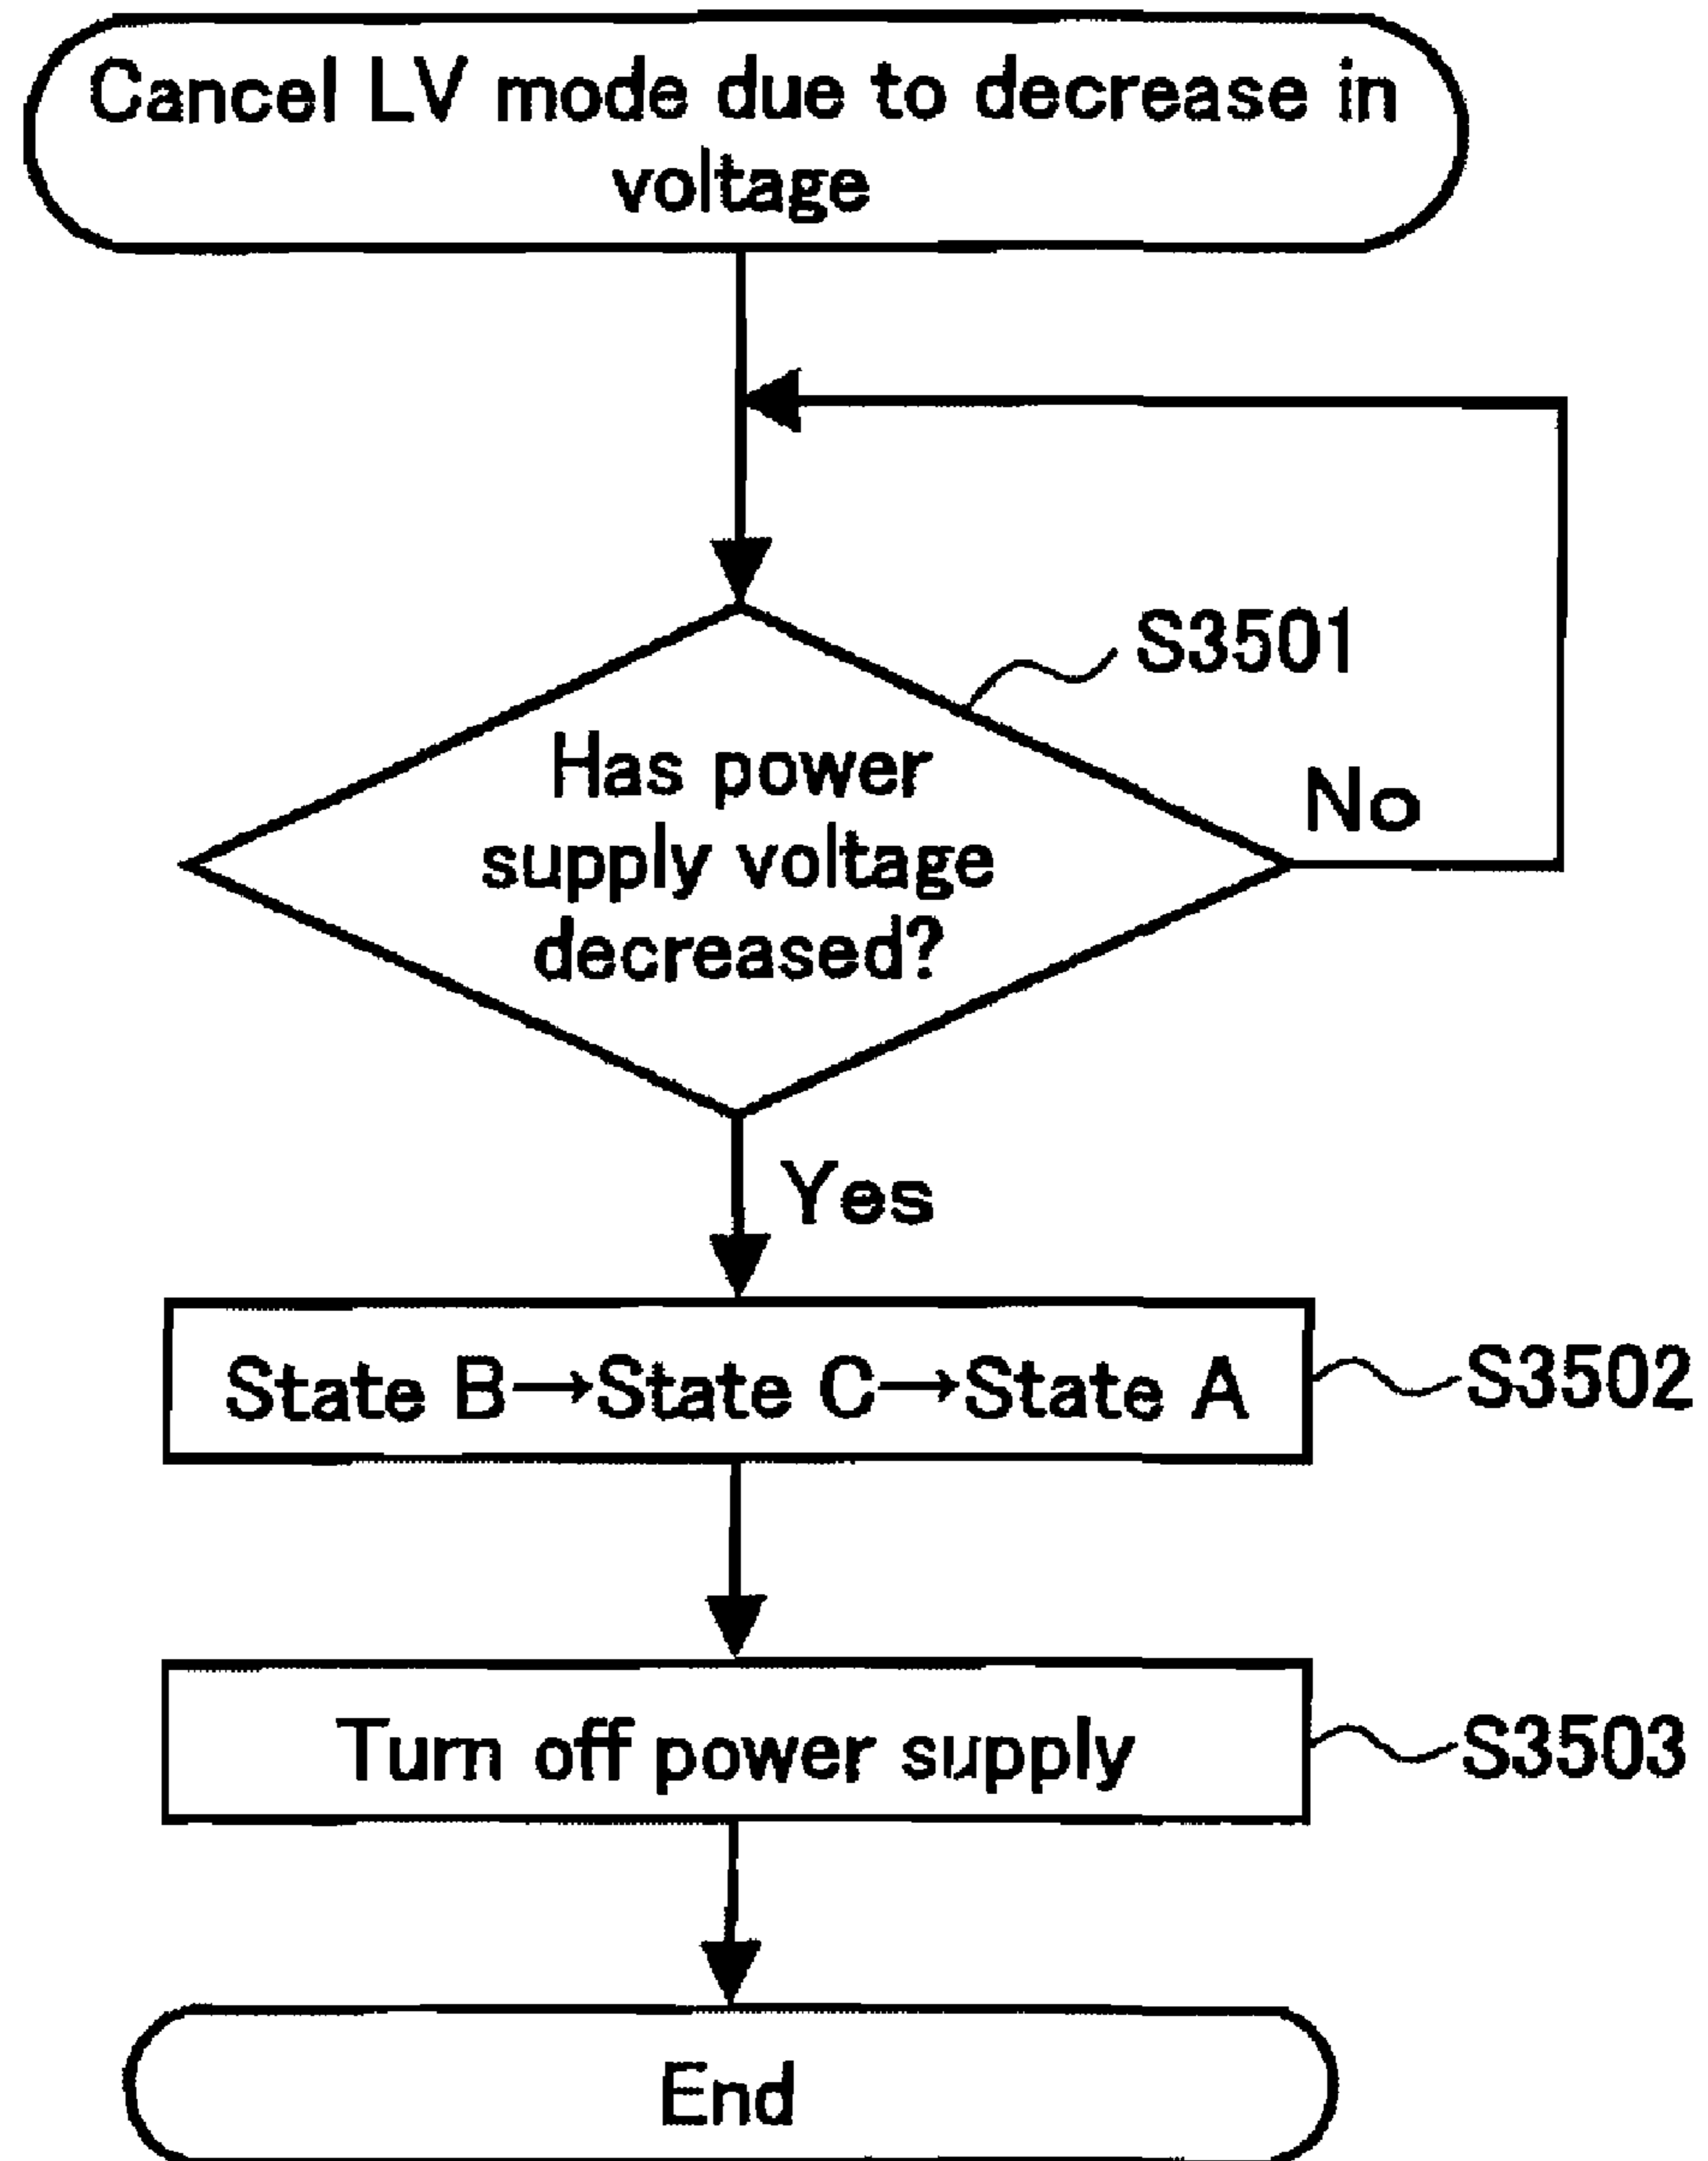 Cancel LV mode due to decrease in
voltage
S3501
Has power
supply voltage
decreased?
No
Yes
State B→State C→State A
S3502
Turn off power supply
S3503
End